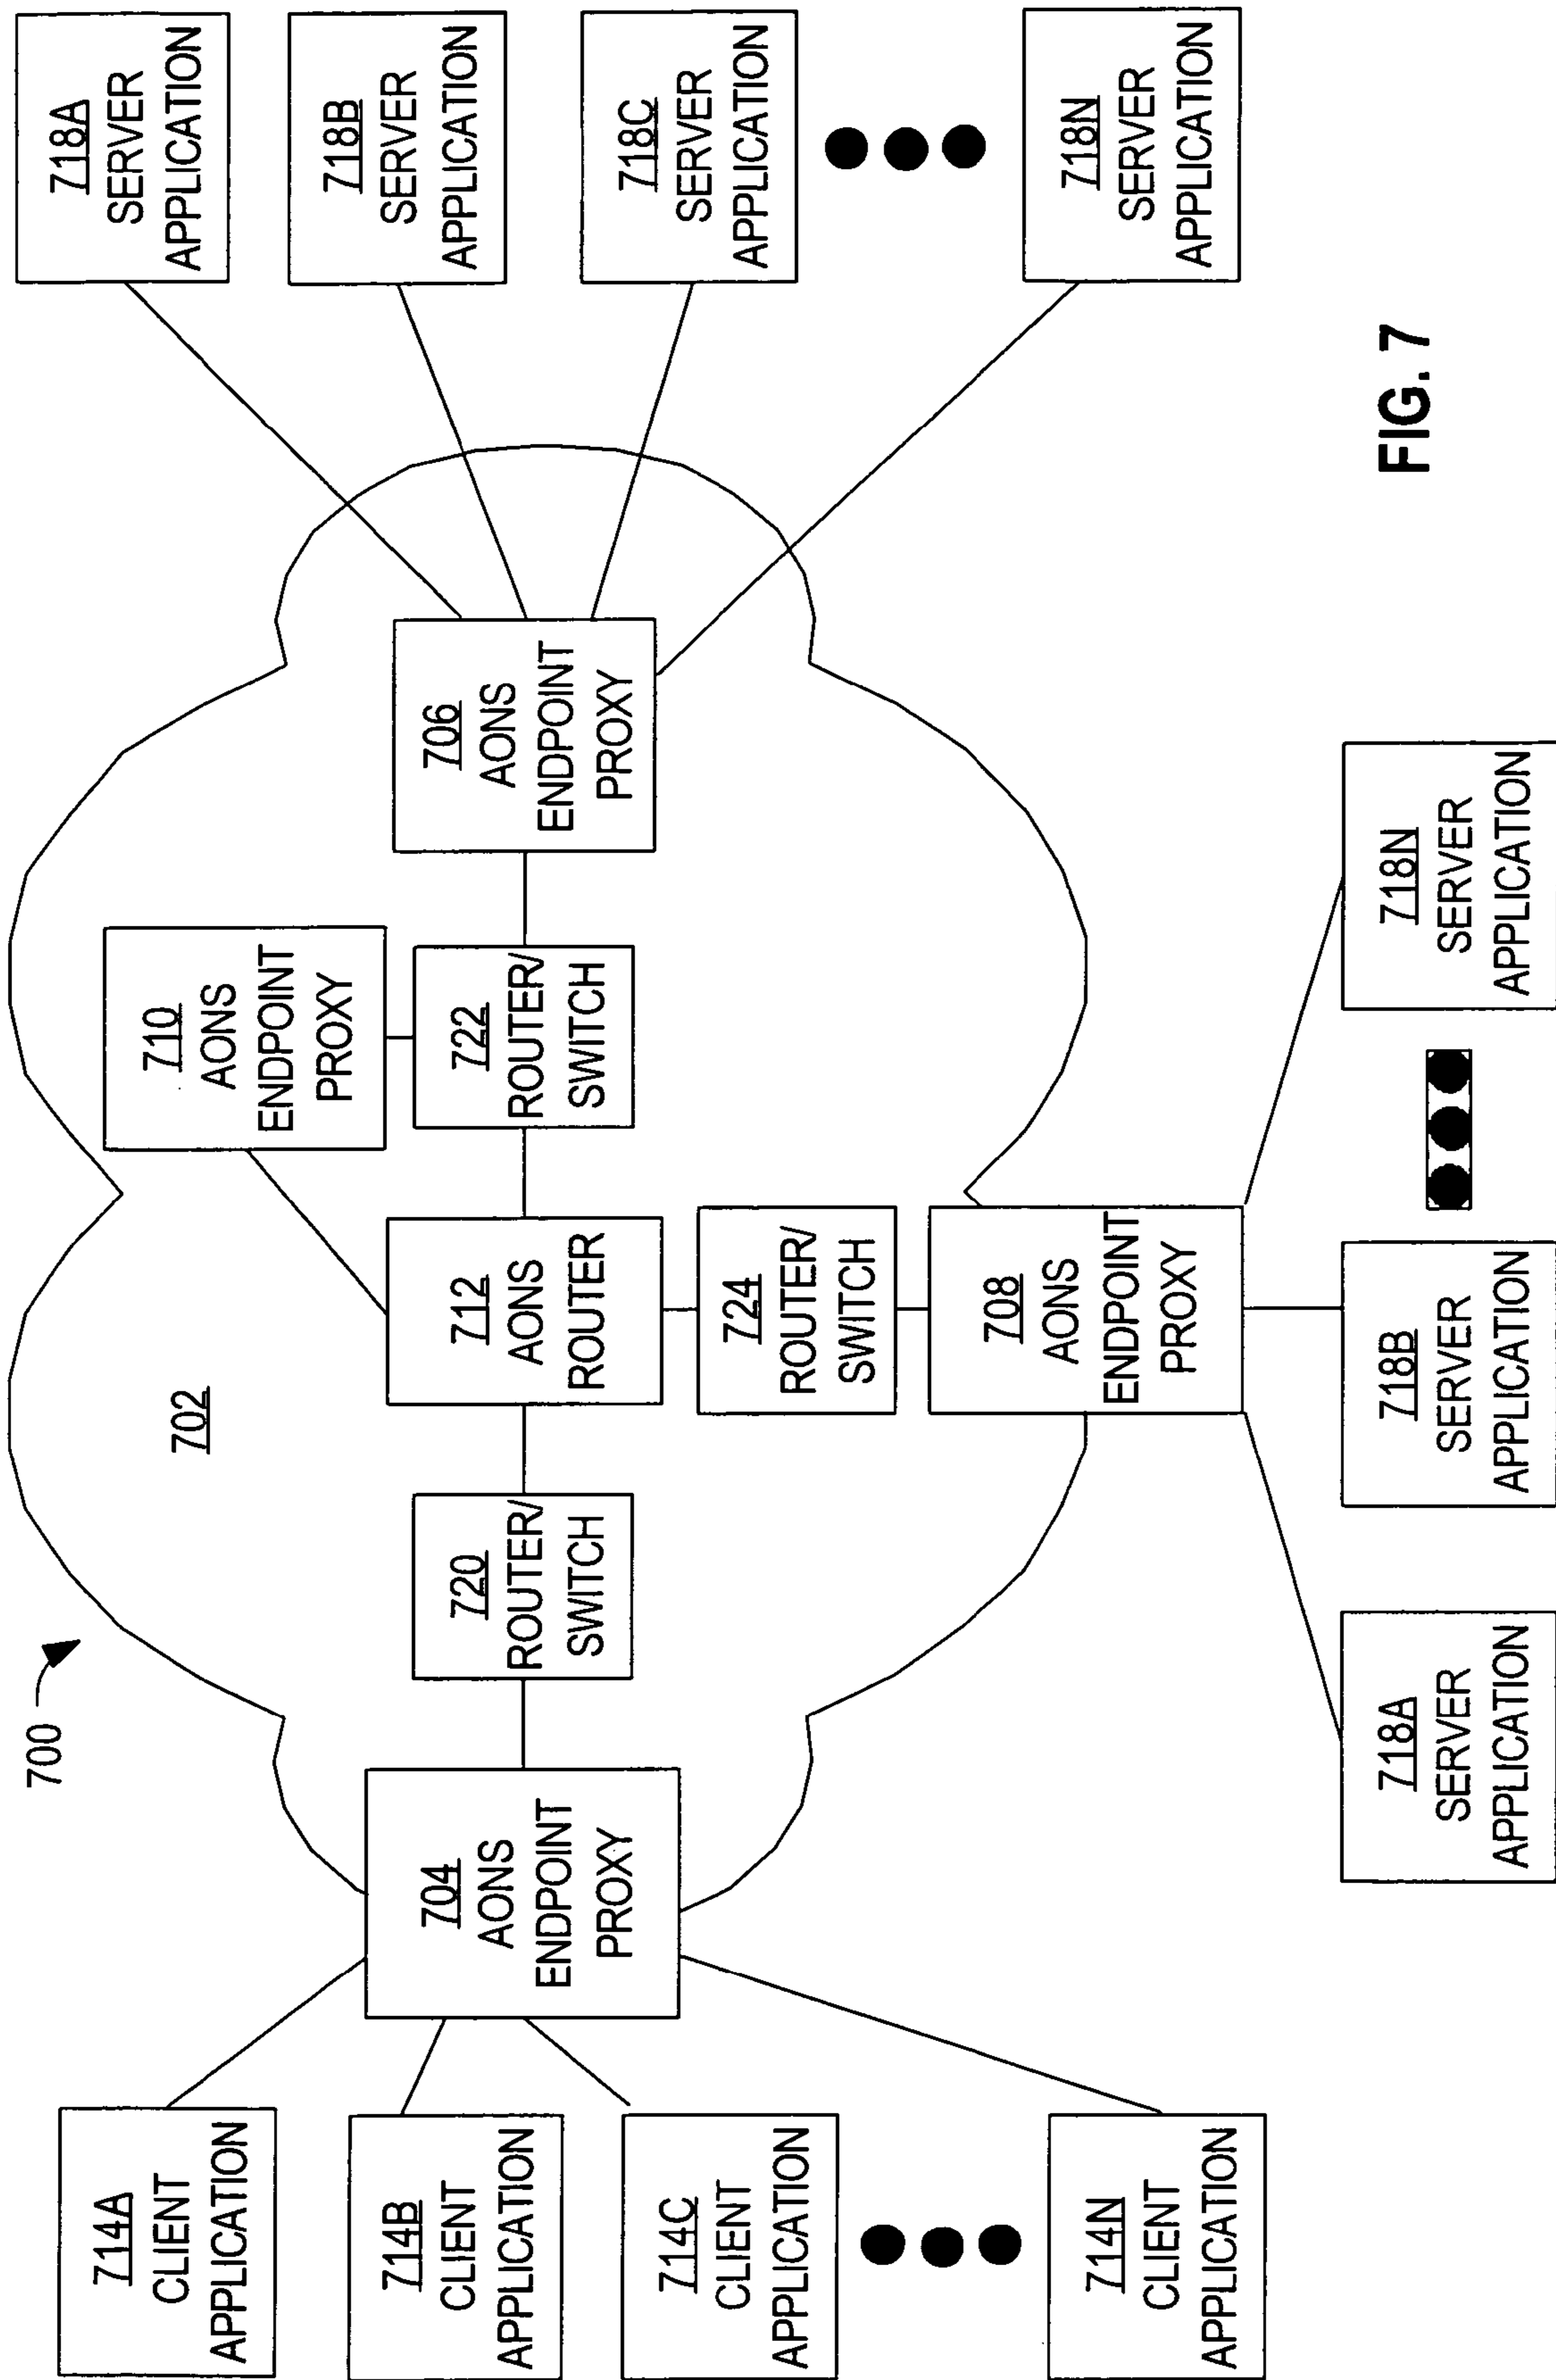 700
702
714A
CLIENT
APPLICATION
714B
CLIENT
APPLICATION
714C
CLIENT
APPLICATION
714N
CLIENT
APPLICATION
704
AONS
ENDPOINT
PROXY
720
ROUTER/
SWITCH
712
AONS
ROUTER
710
AONS
ENDPOINT
PROXY
722
ROUTER/
SWITCH
706
AONS
ENDPOINT
PROXY
724
ROUTER/
SWITCH
708
AONS
ENDPOINT
PROXY
718A
SERVER
APPLICATION
718B
SERVER
APPLICATION
718C
SERVER
APPLICATION
718N
SERVER
APPLICATION
718A
SERVER
APPLICATION
718B
SERVER
APPLICATION
718N
SERVER
APPLICATION
FIG. 7